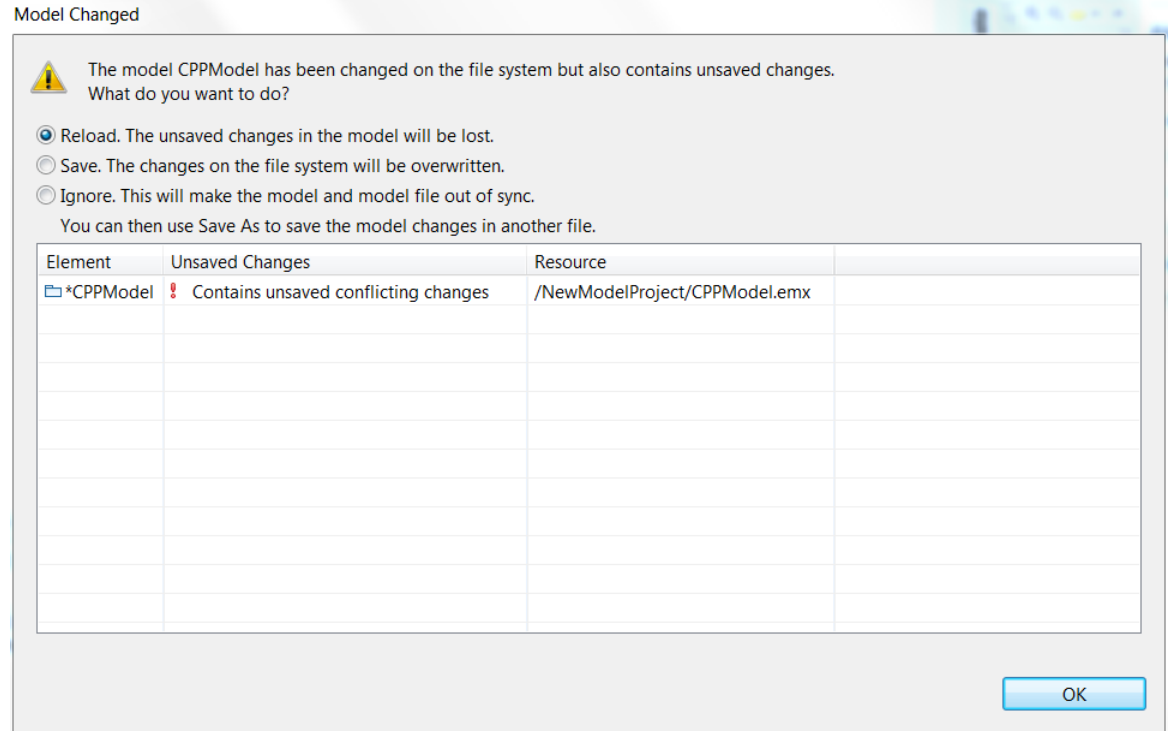 Model Changed
The model CPPModel has been changed on the file system but also contains unsaved changes.
What do you want to do?
Reload. The unsaved changes in the model will be lost.
Save. The changes on the file system will be overwritten.
Ignore. This will make the model and model file out of sync.
You can then use Save As to save the model changes in another file.
Element Unsaved Changes Resource
*CPPModel Contains unsaved conflicting changes /NewModelProject/CPPModel.emx
OK